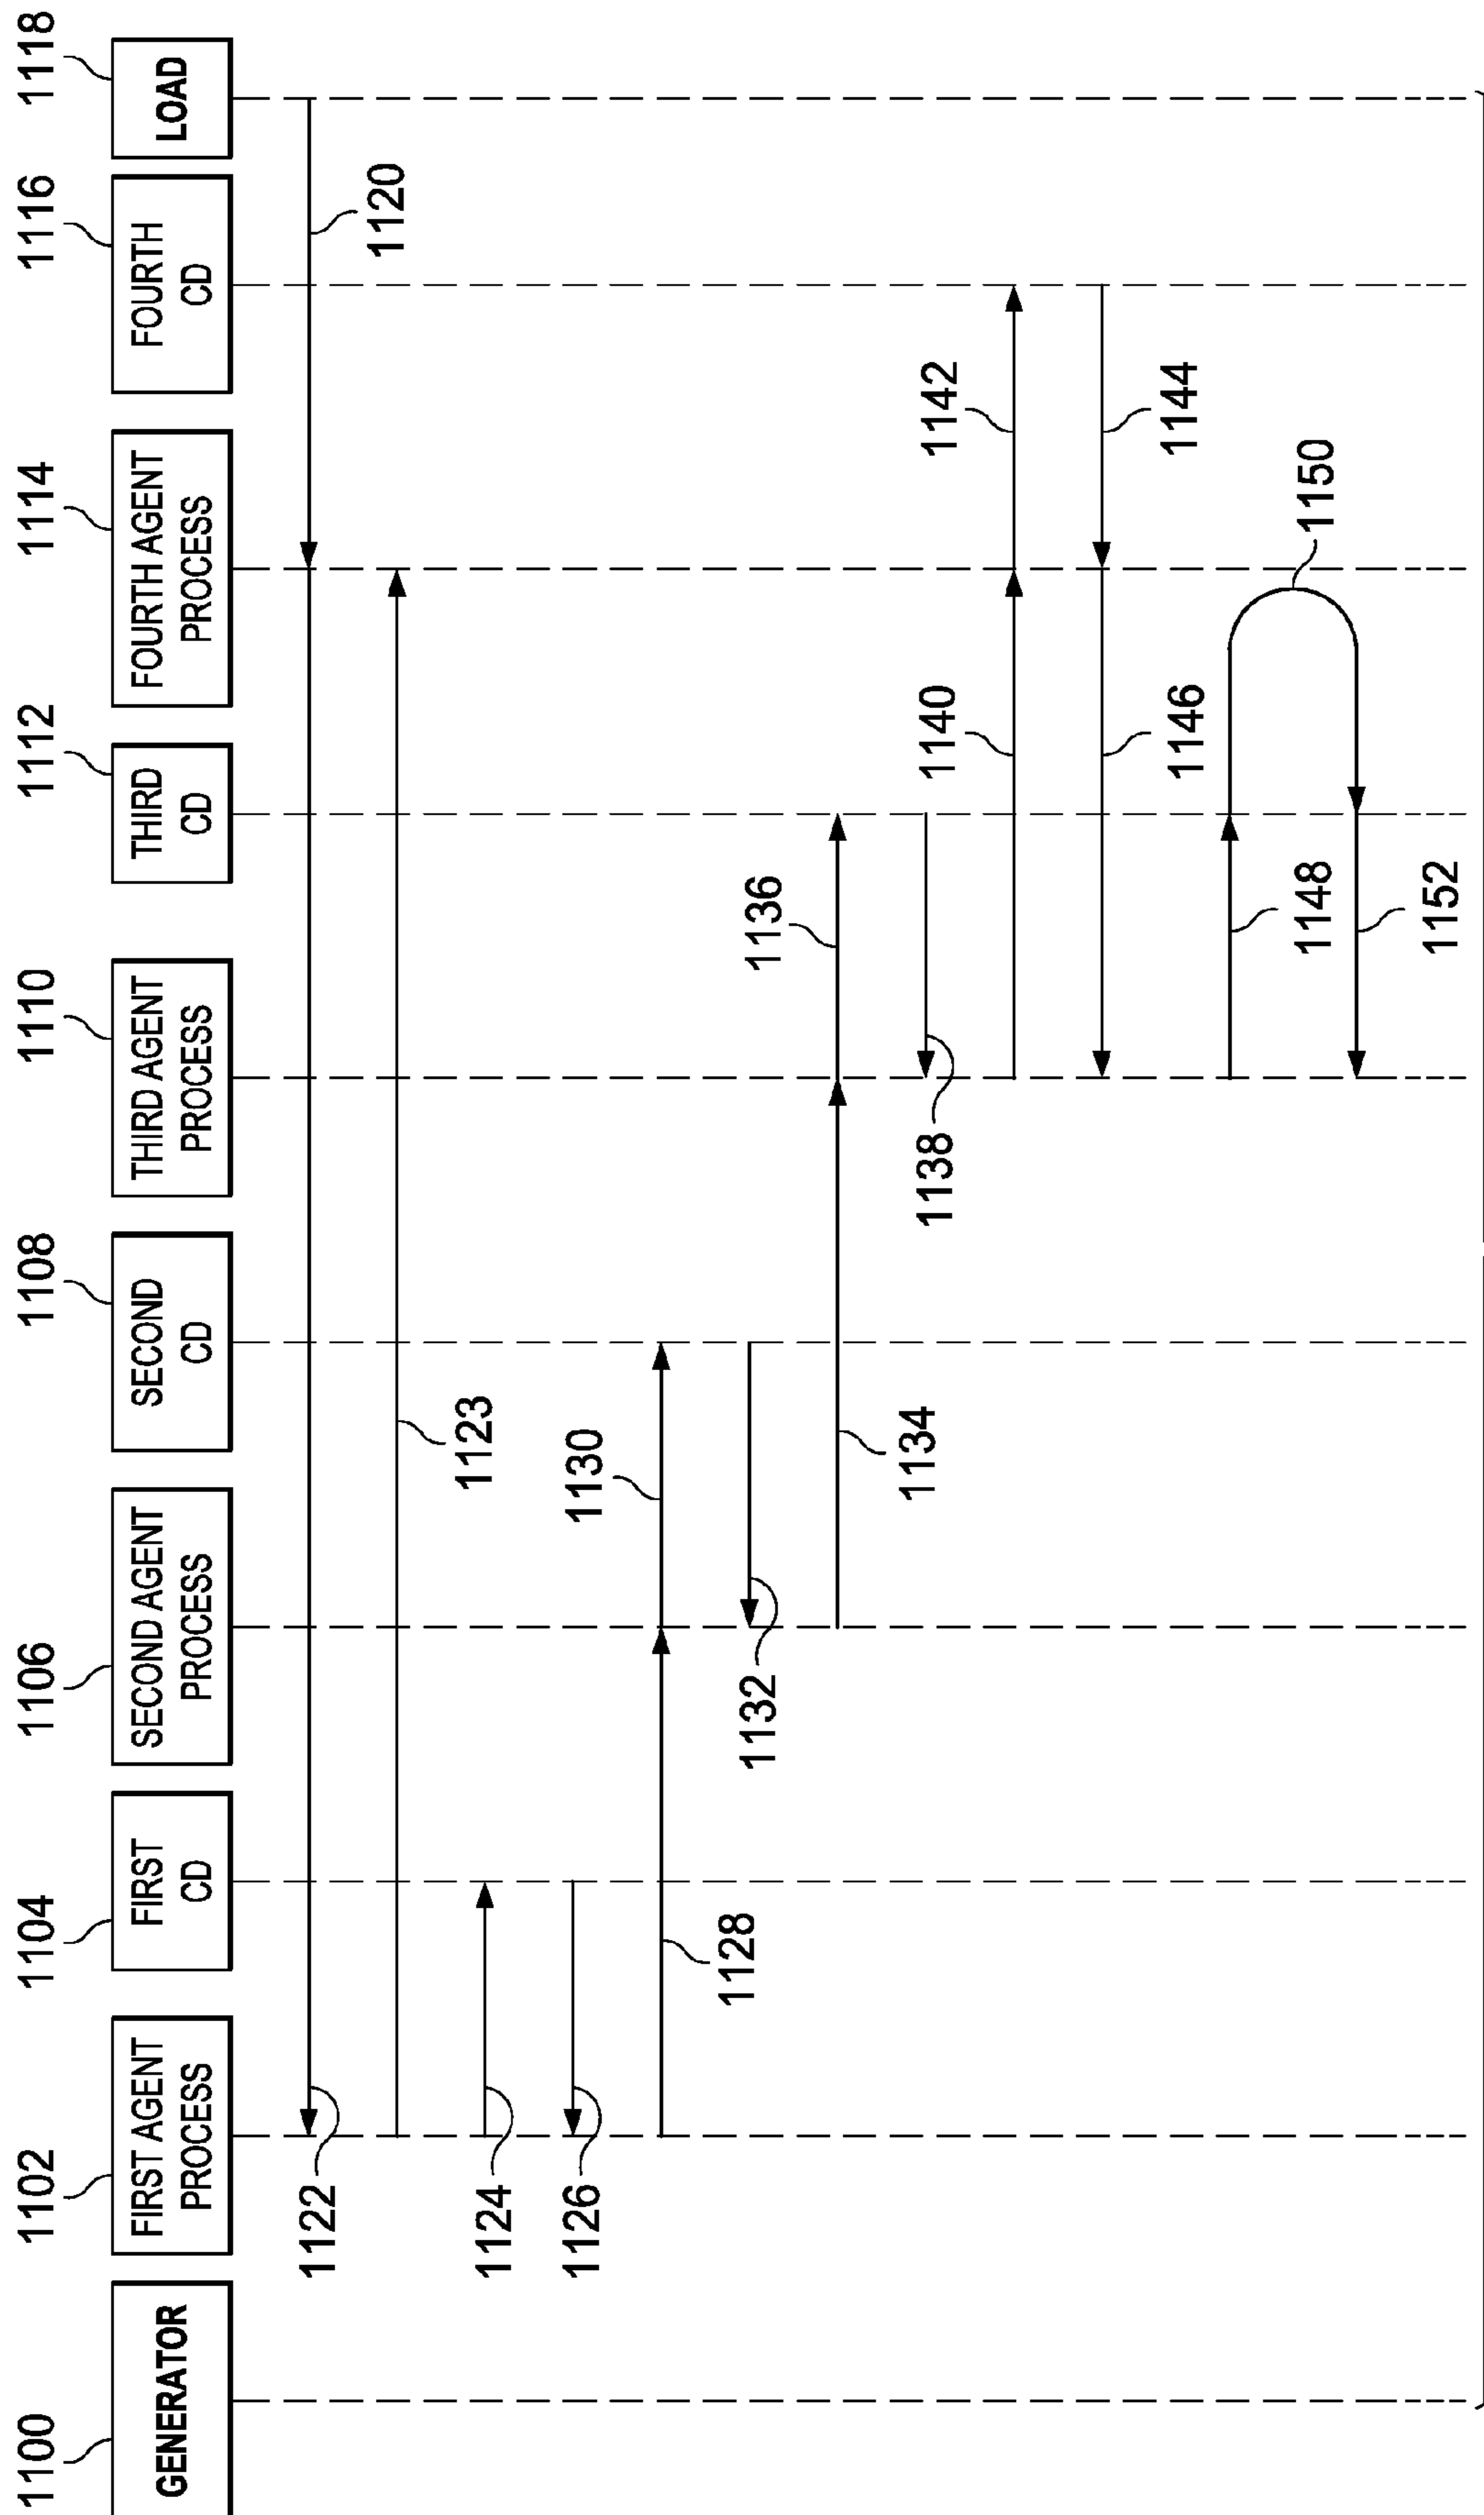 1100
1102
1104
1106
1108
1110
1112
1114
1116
1118
GENERATOR
FIRST AGENT
PROCESS
FIRST
CD
SECOND AGENT
PROCESS
SECOND
CD
THIRD AGENT
PROCESS
THIRD
CD
FOURTH AGENT
PROCESS
FOURTH
CD
LOAD
1122
1120
1123
1124
1126
1130
1128
1132
1136
1134
1138
1140
1142
1146
1144
1148
1150
1152